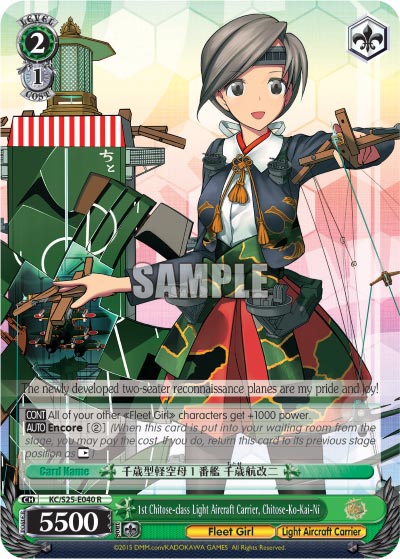 LEVEL
2
1
COST
ちと
SAMPLE
The newly developed two-seater reconnaissance planes are my pride and joy!
CONT All of your other «Fleet Girl» characters get +1000 power.
AUTO Encore [②] (When this card is put into your waiting room from
the stage, you may pay the cost. If you do, return this card to its previous stage
position as )
Card Name 千歳型軽空母1番艦 千歳航改二
CH KC/S25-E040 R
1st Chitose-class Light Aircraft Carrier, Chitose-Ko-Kai-Ni
POWER 5500 SOUL
Fleet Girl Light Aircraft Carrier
©2013 DMM.com/KADOKAWA GAMES All Rights Reserved.